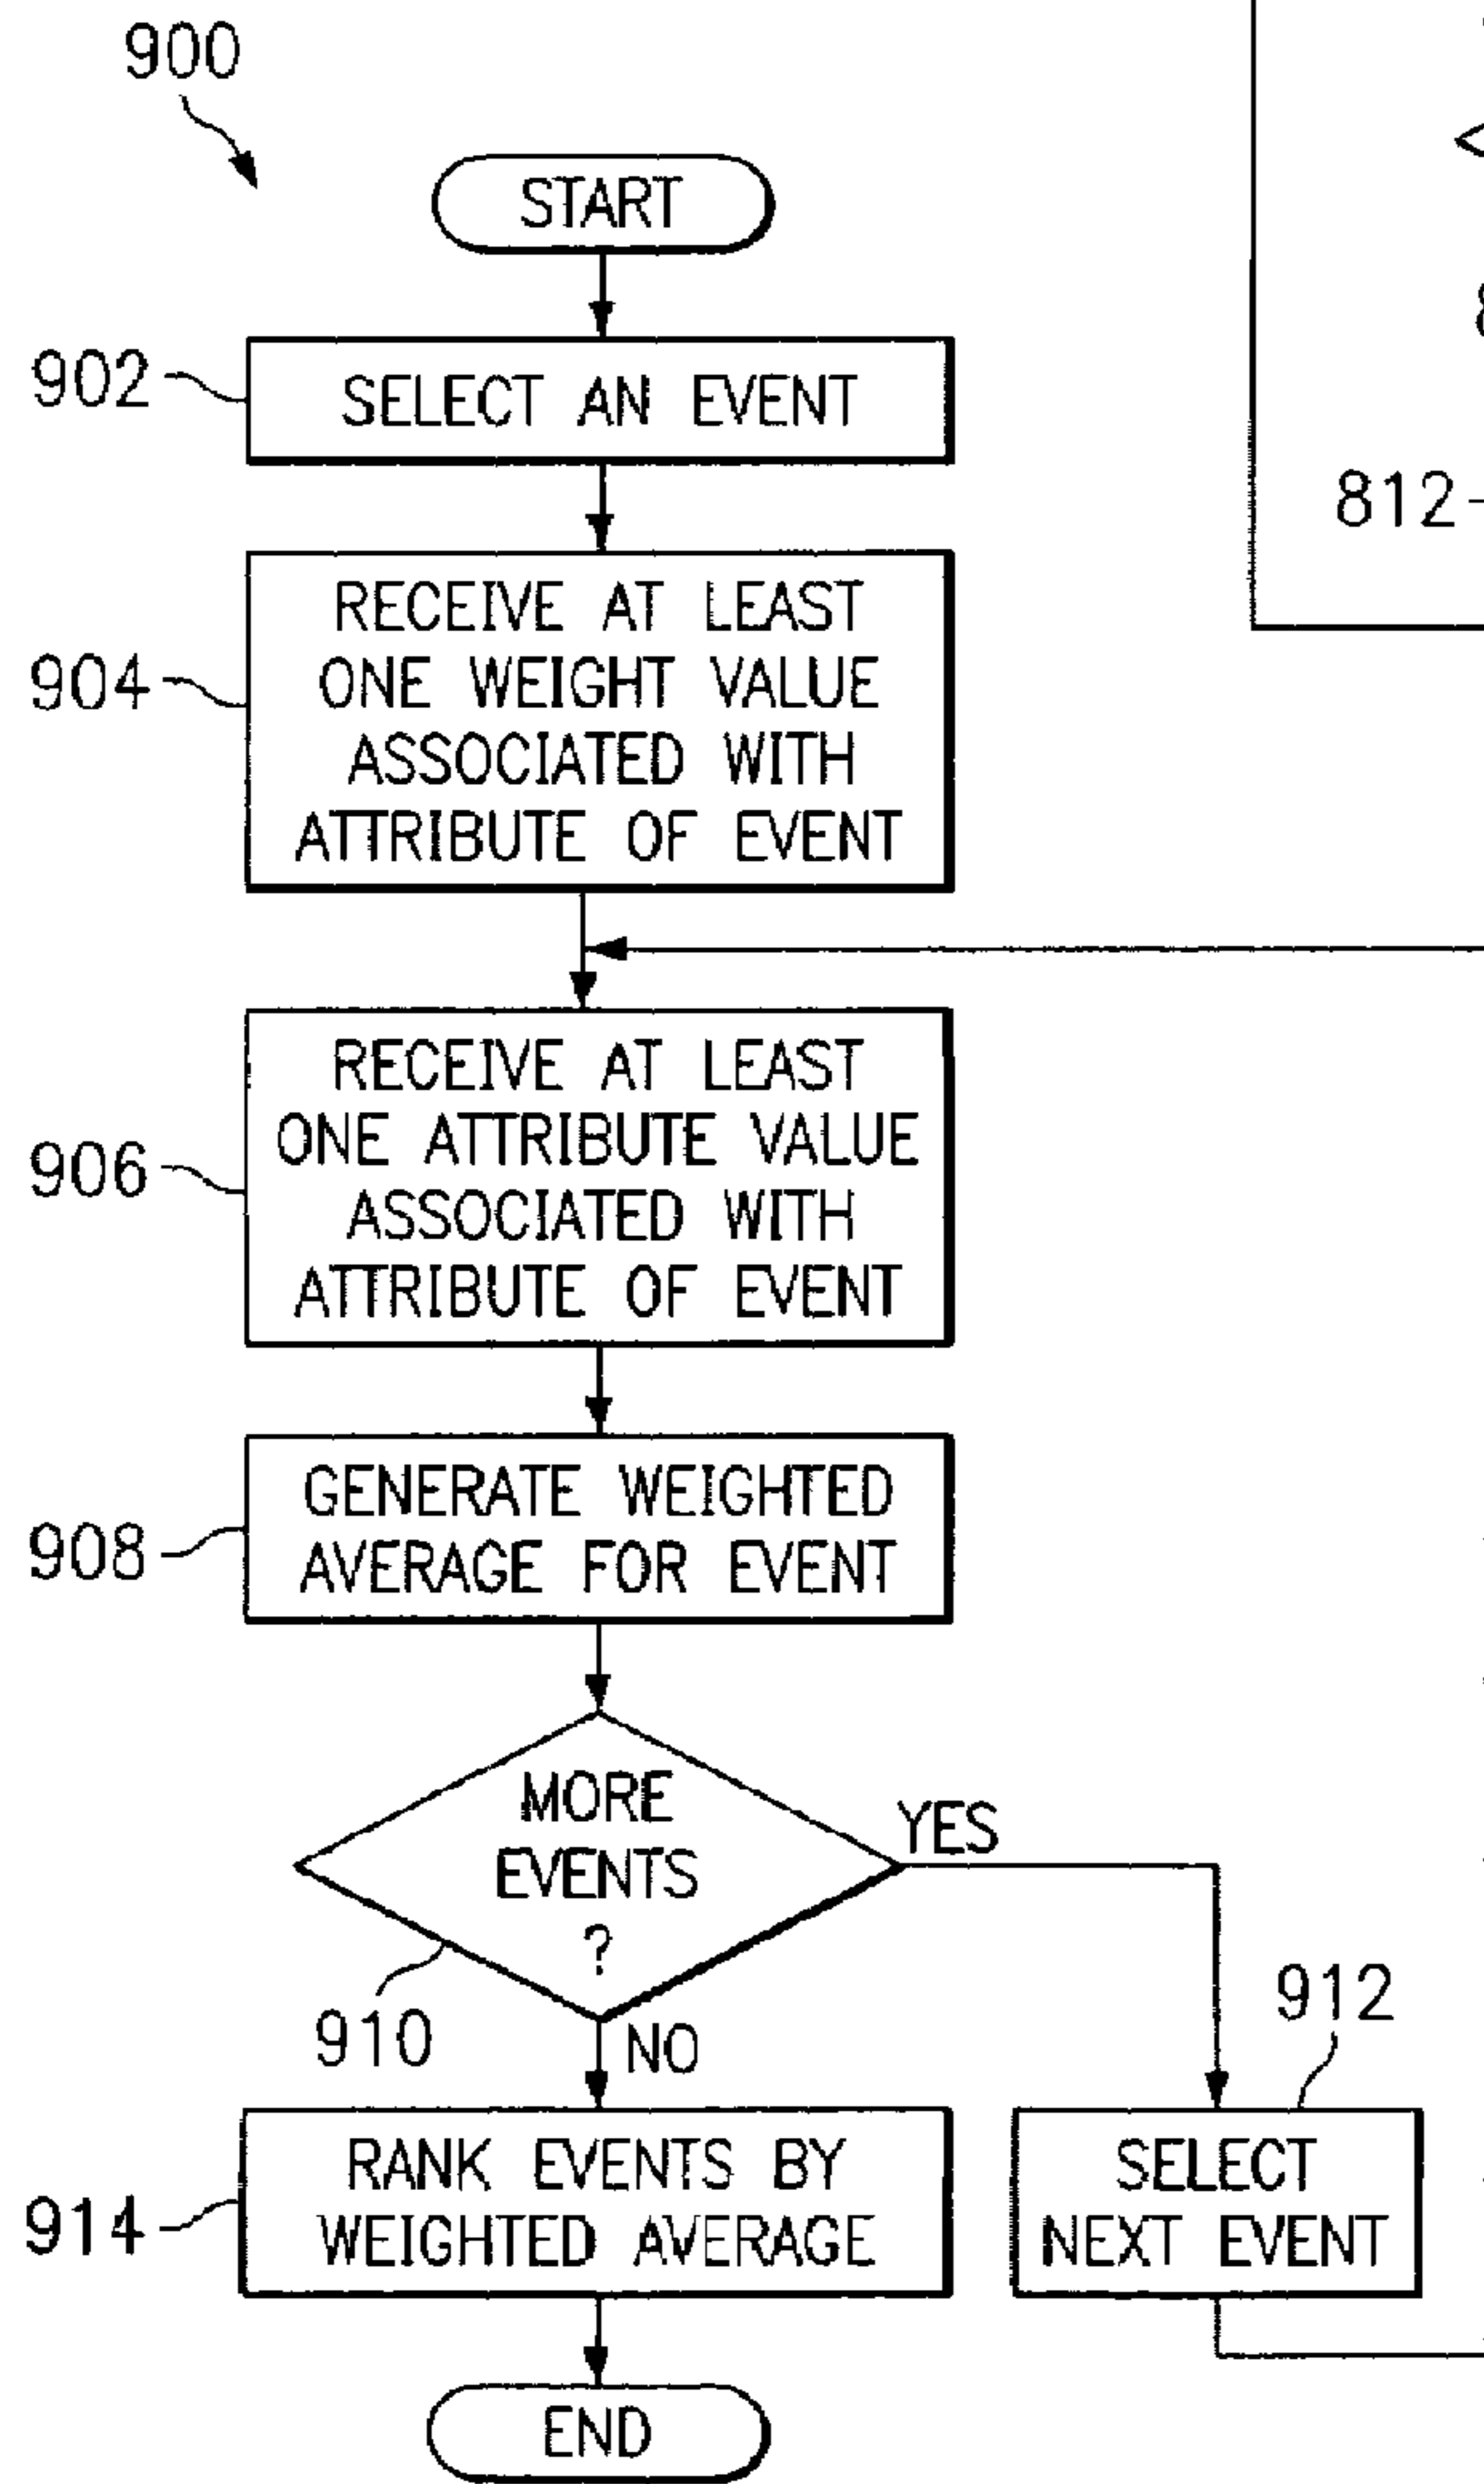 900
START
902
SELECT AN EVENT
812
904
RECEIVE AT LEAST
ONE WEIGHT VALUE
ASSOCIATED WITH
ATTRIBUTE OF EVENT
906
RECEIVE AT LEAST
ONE ATTRIBUTE VALUE
ASSOCIATED WITH
ATTRIBUTE OF EVENT
908
GENERATE WEIGHTED
AVERAGE FOR EVENT
MORE
EVENTS
?
YES
910
NO
912
914
RANK EVENTS BY
WEIGHTED AVERAGE
SELECT
NEXT EVENT
END